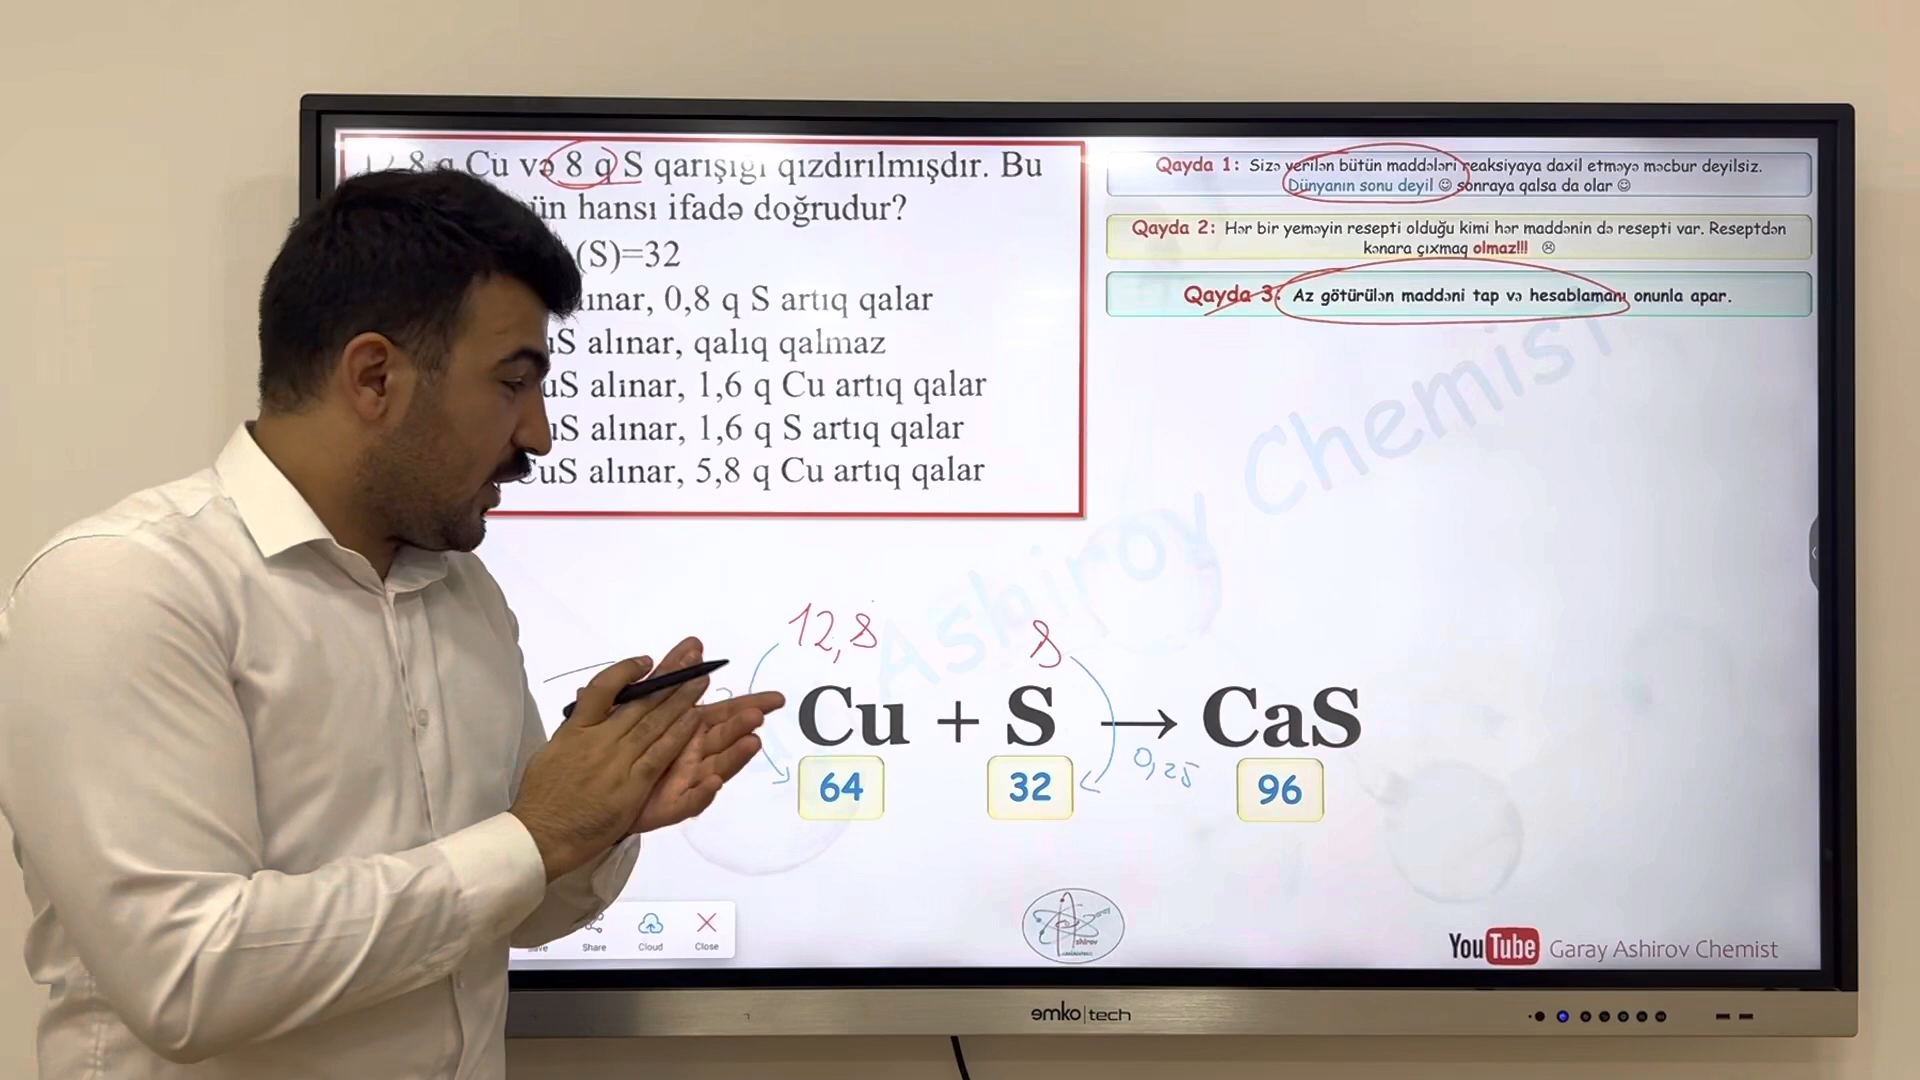 8 q Cu və 8 q S qarışığı qızdırılmışdır. Bu
ün hansı ifadə doğrudur?
(S)=32
ınar, 0,8 q S artıq qalar
uS alınar, qalıq qalmaz
uS alınar, 1,6 q Cu artıq qalar
uS alınar, 1,6 q S artıq qalar
CuS alınar, 5,8 q Cu artıq qalar
Qayda 1: Sizə verilən bütün maddələri reaksiyaya daxil etməyə məcbur deyilsiz.
Dünyanın sonu deyil ☺ sonraya qalsa da olar ☺
Qayda 2: Hər bir yeməyin resepti olduğu kimi hər maddənin də resepti var. Reseptdən
kənara çıxmaq olmaz!!! ☹
Qayda 3: Az götürülən maddəni tap və hesablamanı onunla apar.
Ashirov Chemist
12,8 8
Cu + S → CaS
0,25
64 32 96
Share Cloud Close
YouTube Garay Ashirov Chemist
emko|tech